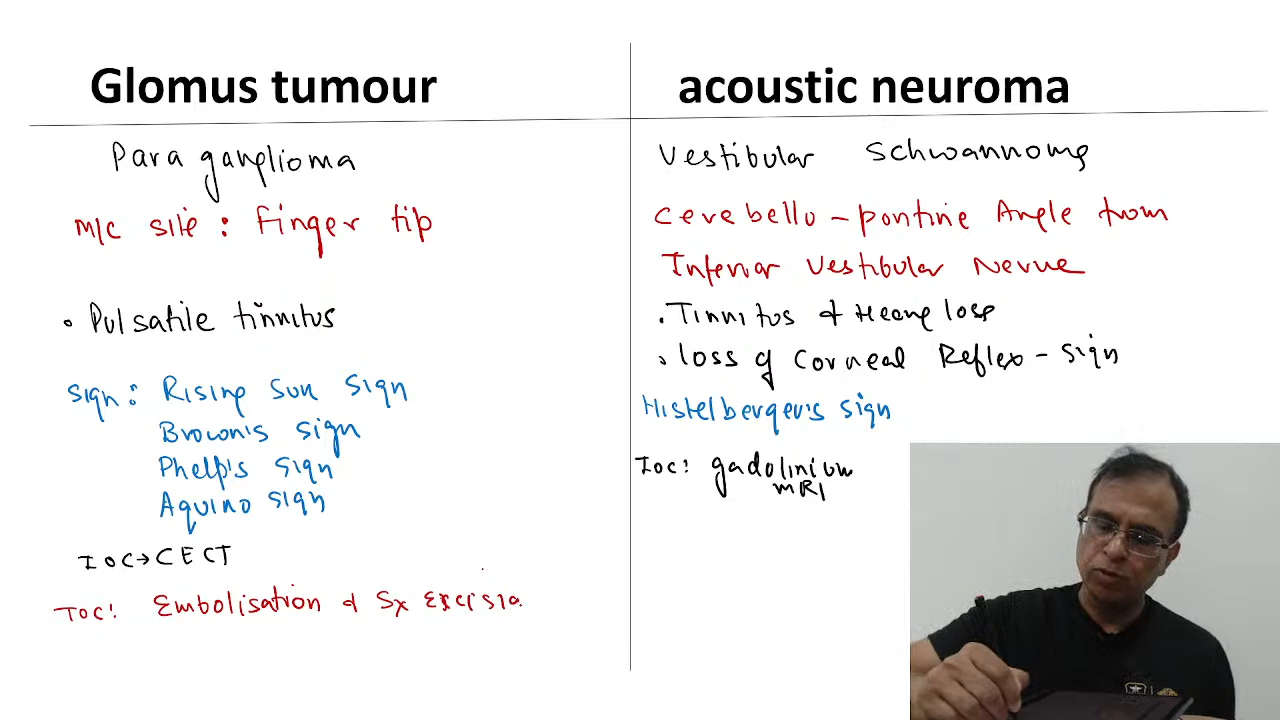 Glomus tumour
Para ganglioma
M/C site : Finger tip
• Pulsatile tinnitus
Sign : Rising Sun Sign
Brown's sign
Phelp's sign
Aquino sign
IOC → CECT
TOC: Embolisation & Sx Excision
acoustic neuroma
Vestibular Schwannoma
Cerebello - pontine Angle from
Inferior Vestibular Nerve
• Tinnitus & Hearing loss
• loss of Corneal Reflex - sign
Histelberger's sign
IOC: gadolinium
MRI